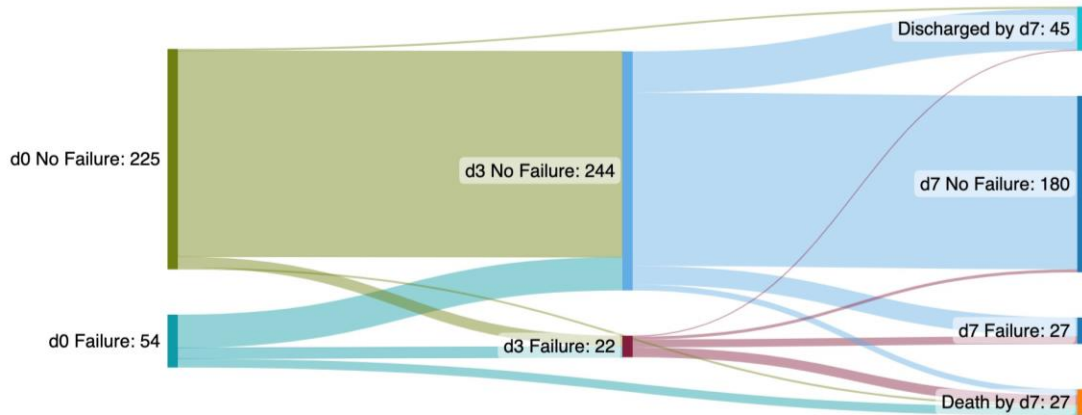 Discharged by d7: 45
d0 No Failure: 225
d3 No Failure: 244
d7 No Failure: 180
d0 Failure: 54
d3 Failure: 22
d7 Failure: 27
Death by d7: 27